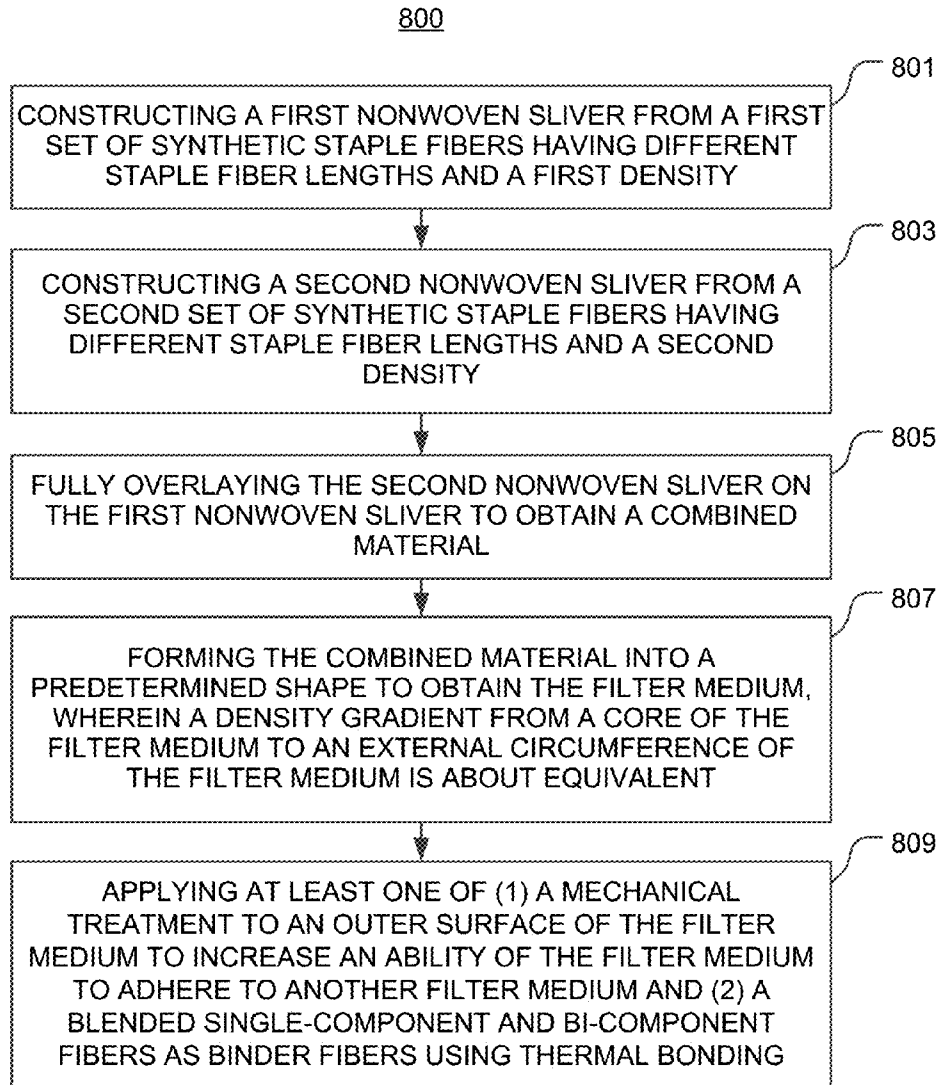 800
801
CONSTRUCTING A FIRST NONWOVEN SLIVER FROM A FIRST
SET OF SYNTHETIC STAPLE FIBERS HAVING DIFFERENT
STAPLE FIBER LENGTHS AND A FIRST DENSITY
803
CONSTRUCTING A SECOND NONWOVEN SLIVER FROM A
SECOND SET OF SYNTHETIC STAPLE FIBERS HAVING
DIFFERENT STAPLE FIBER LENGTHS AND A SECOND
DENSITY
805
FULLY OVERLAYING THE SECOND NONWOVEN SLIVER ON
THE FIRST NONWOVEN SLIVER TO OBTAIN A COMBINED
MATERIAL
807
FORMING THE COMBINED MATERIAL INTO A
PREDETERMINED SHAPE TO OBTAIN THE FILTER MEDIUM,
WHEREIN A DENSITY GRADIENT FROM A CORE OF THE
FILTER MEDIUM TO AN EXTERNAL CIRCUMFERENCE OF
THE FILTER MEDIUM IS ABOUT EQUIVALENT
809
APPLYING AT LEAST ONE OF (1) A MECHANICAL
TREATMENT TO AN OUTER SURFACE OF THE FILTER
MEDIUM TO INCREASE AN ABILITY OF THE FILTER MEDIUM
TO ADHERE TO ANOTHER FILTER MEDIUM AND (2) A
BLENDED SINGLE-COMPONENT AND BI-COMPONENT
FIBERS AS BINDER FIBERS USING THERMAL BONDING